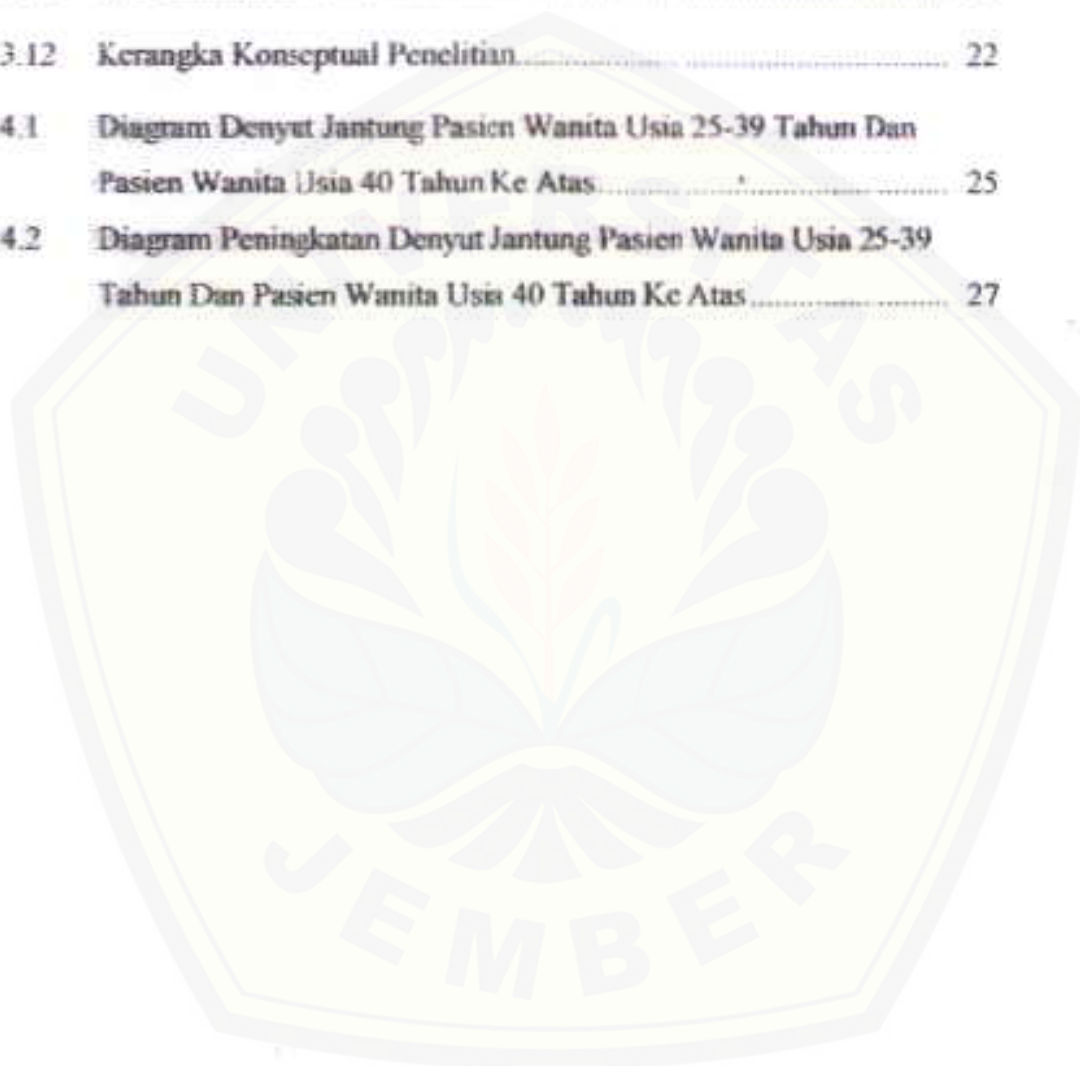 3.12 Kerangka Konseptual Penelitian........................................ 22
4.1 Diagram Denyut Jantung Pasien Wanita Usia 25-39 Tahun Dan
Pasien Wanita Usia 40 Tahun Ke Atas........................................ 25
4.2 Diagram Peningkatan Denyut Jantung Pasien Wanita Usia 25-39
Tahun Dan Pasien Wanita Usia 40 Tahun Ke Atas........................ 27
UNIVERSITAS
JEMBER